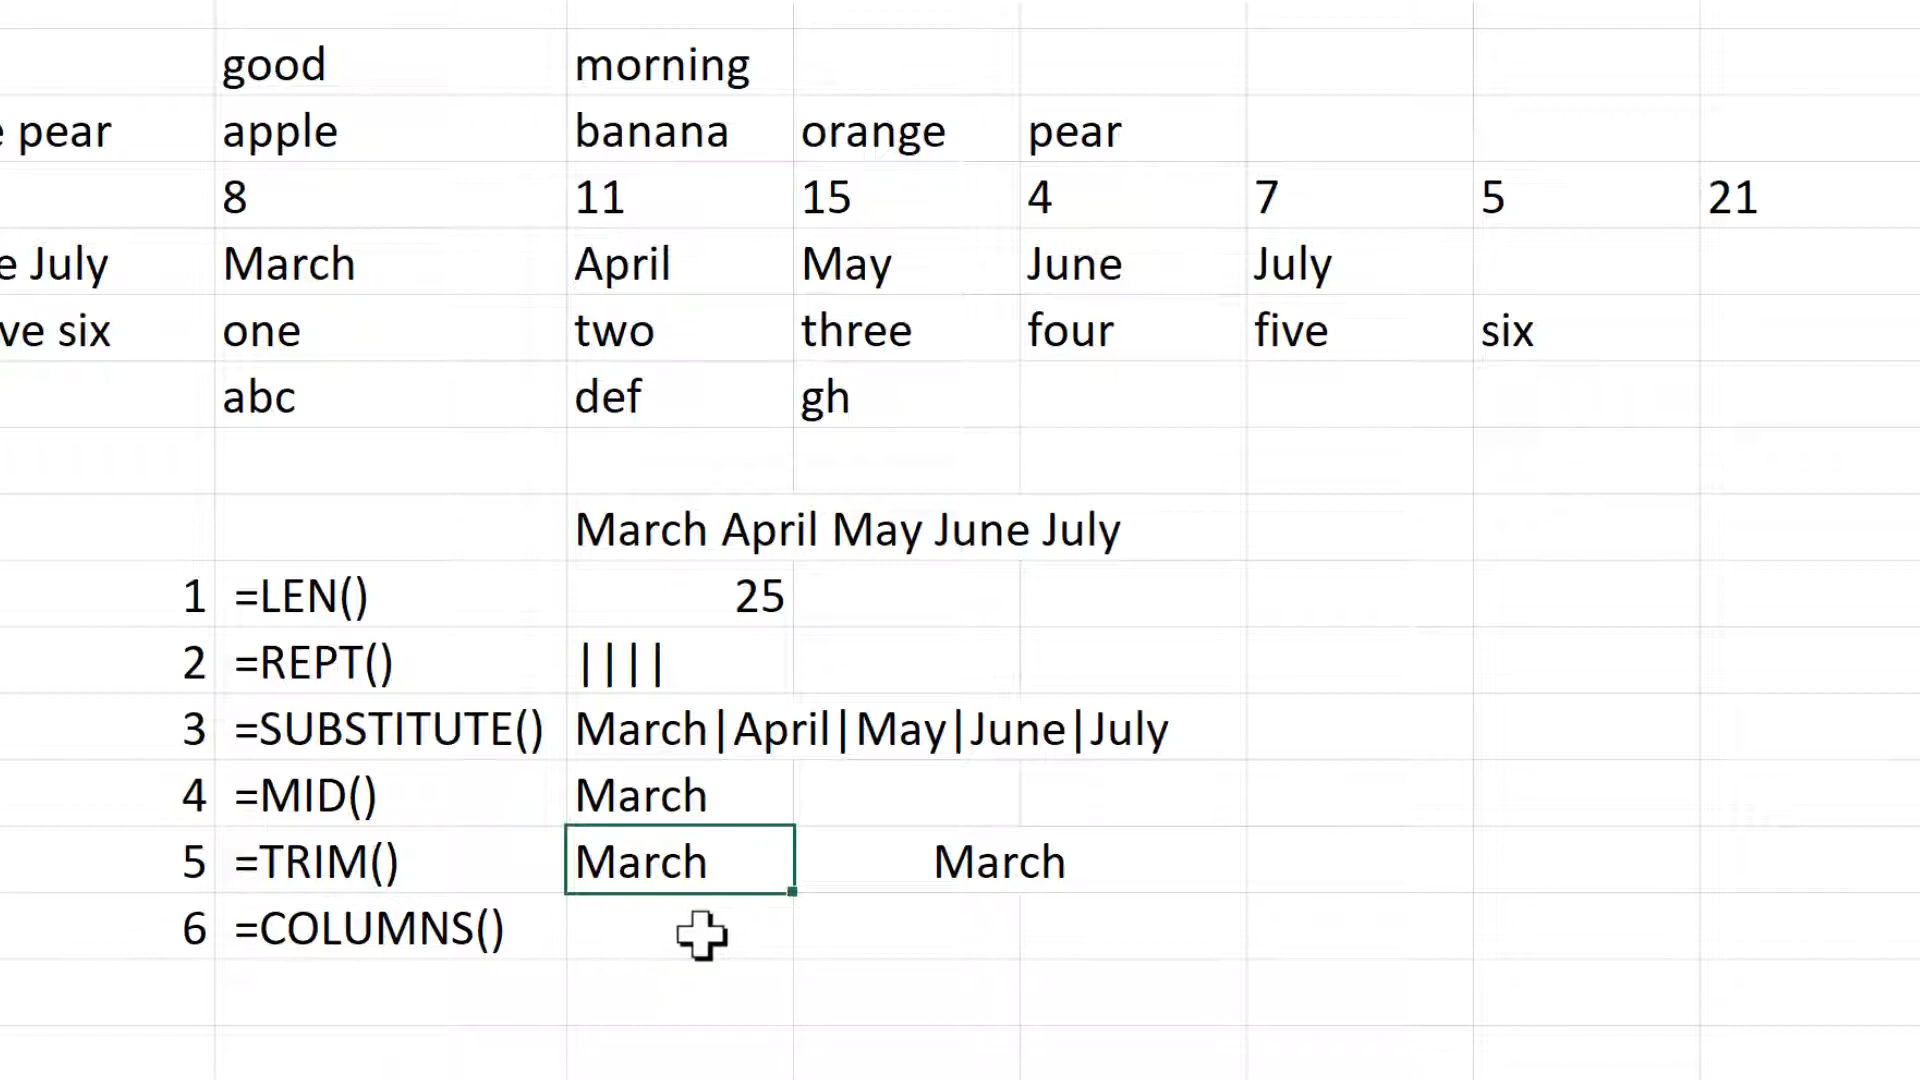 good morning
pear apple banana orange pear
8 11 15 4 7 5 21
July March April May June July
six one two three four five six
abc def gh
March April May June July
1 =LEN() 25
2 =REPT() ||||
3 =SUBSTITUTE() March|April|May|June|July
4 =MID() March
5 =TRIM() March March
6 =COLUMNS()